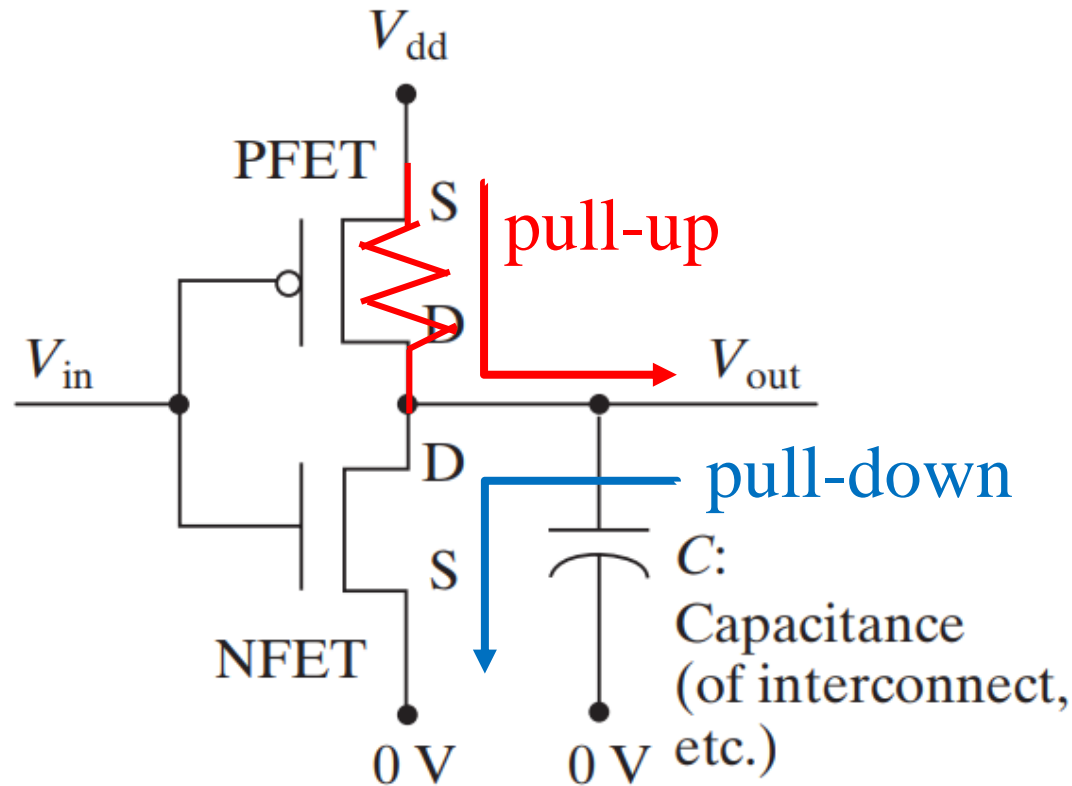 Vdd
PFET
S
pull-up
D
Vin
Vout
D
pull-down
S
C:
Capacitance
NFET
(of interconnect,
etc.)
0 V
0 V